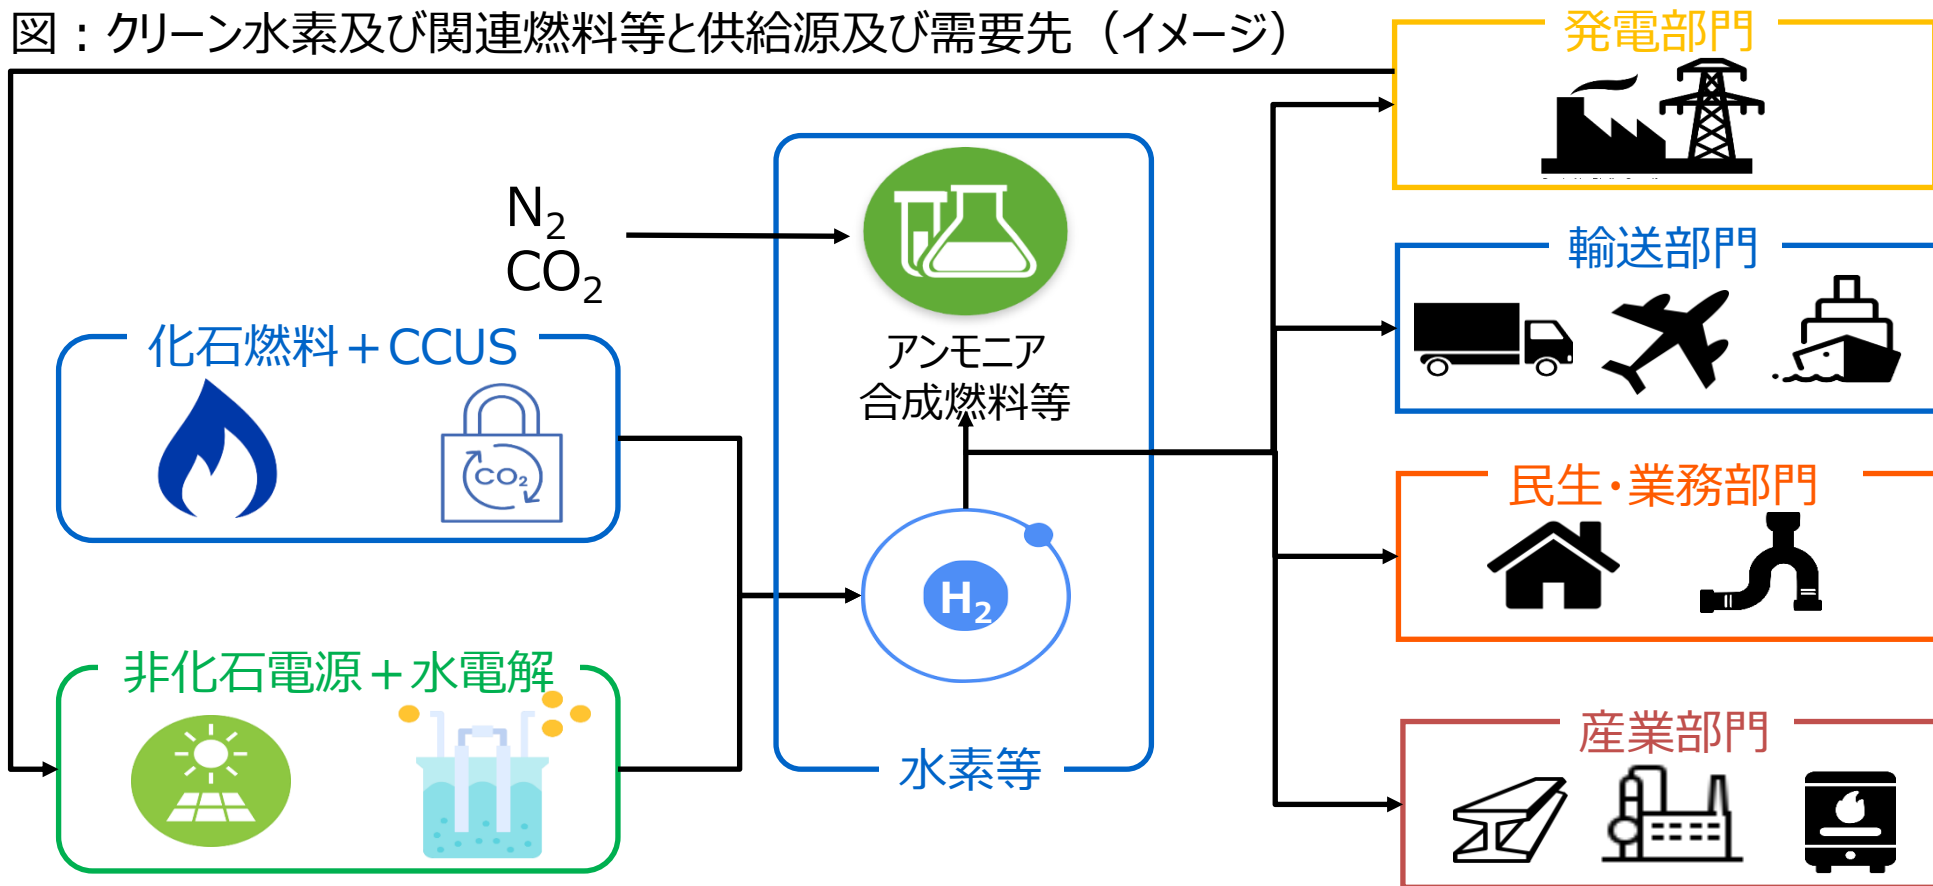 図：クリーン水素及び関連燃料等と供給源及び需要先（イメージ）
発電部門
N₂
CO₂
輸送部門
化石燃料＋CCUS
CO₂
アンモニア
合成燃料等
民生・業務部門
H₂
非化石電源＋水電解
水素等
産業部門